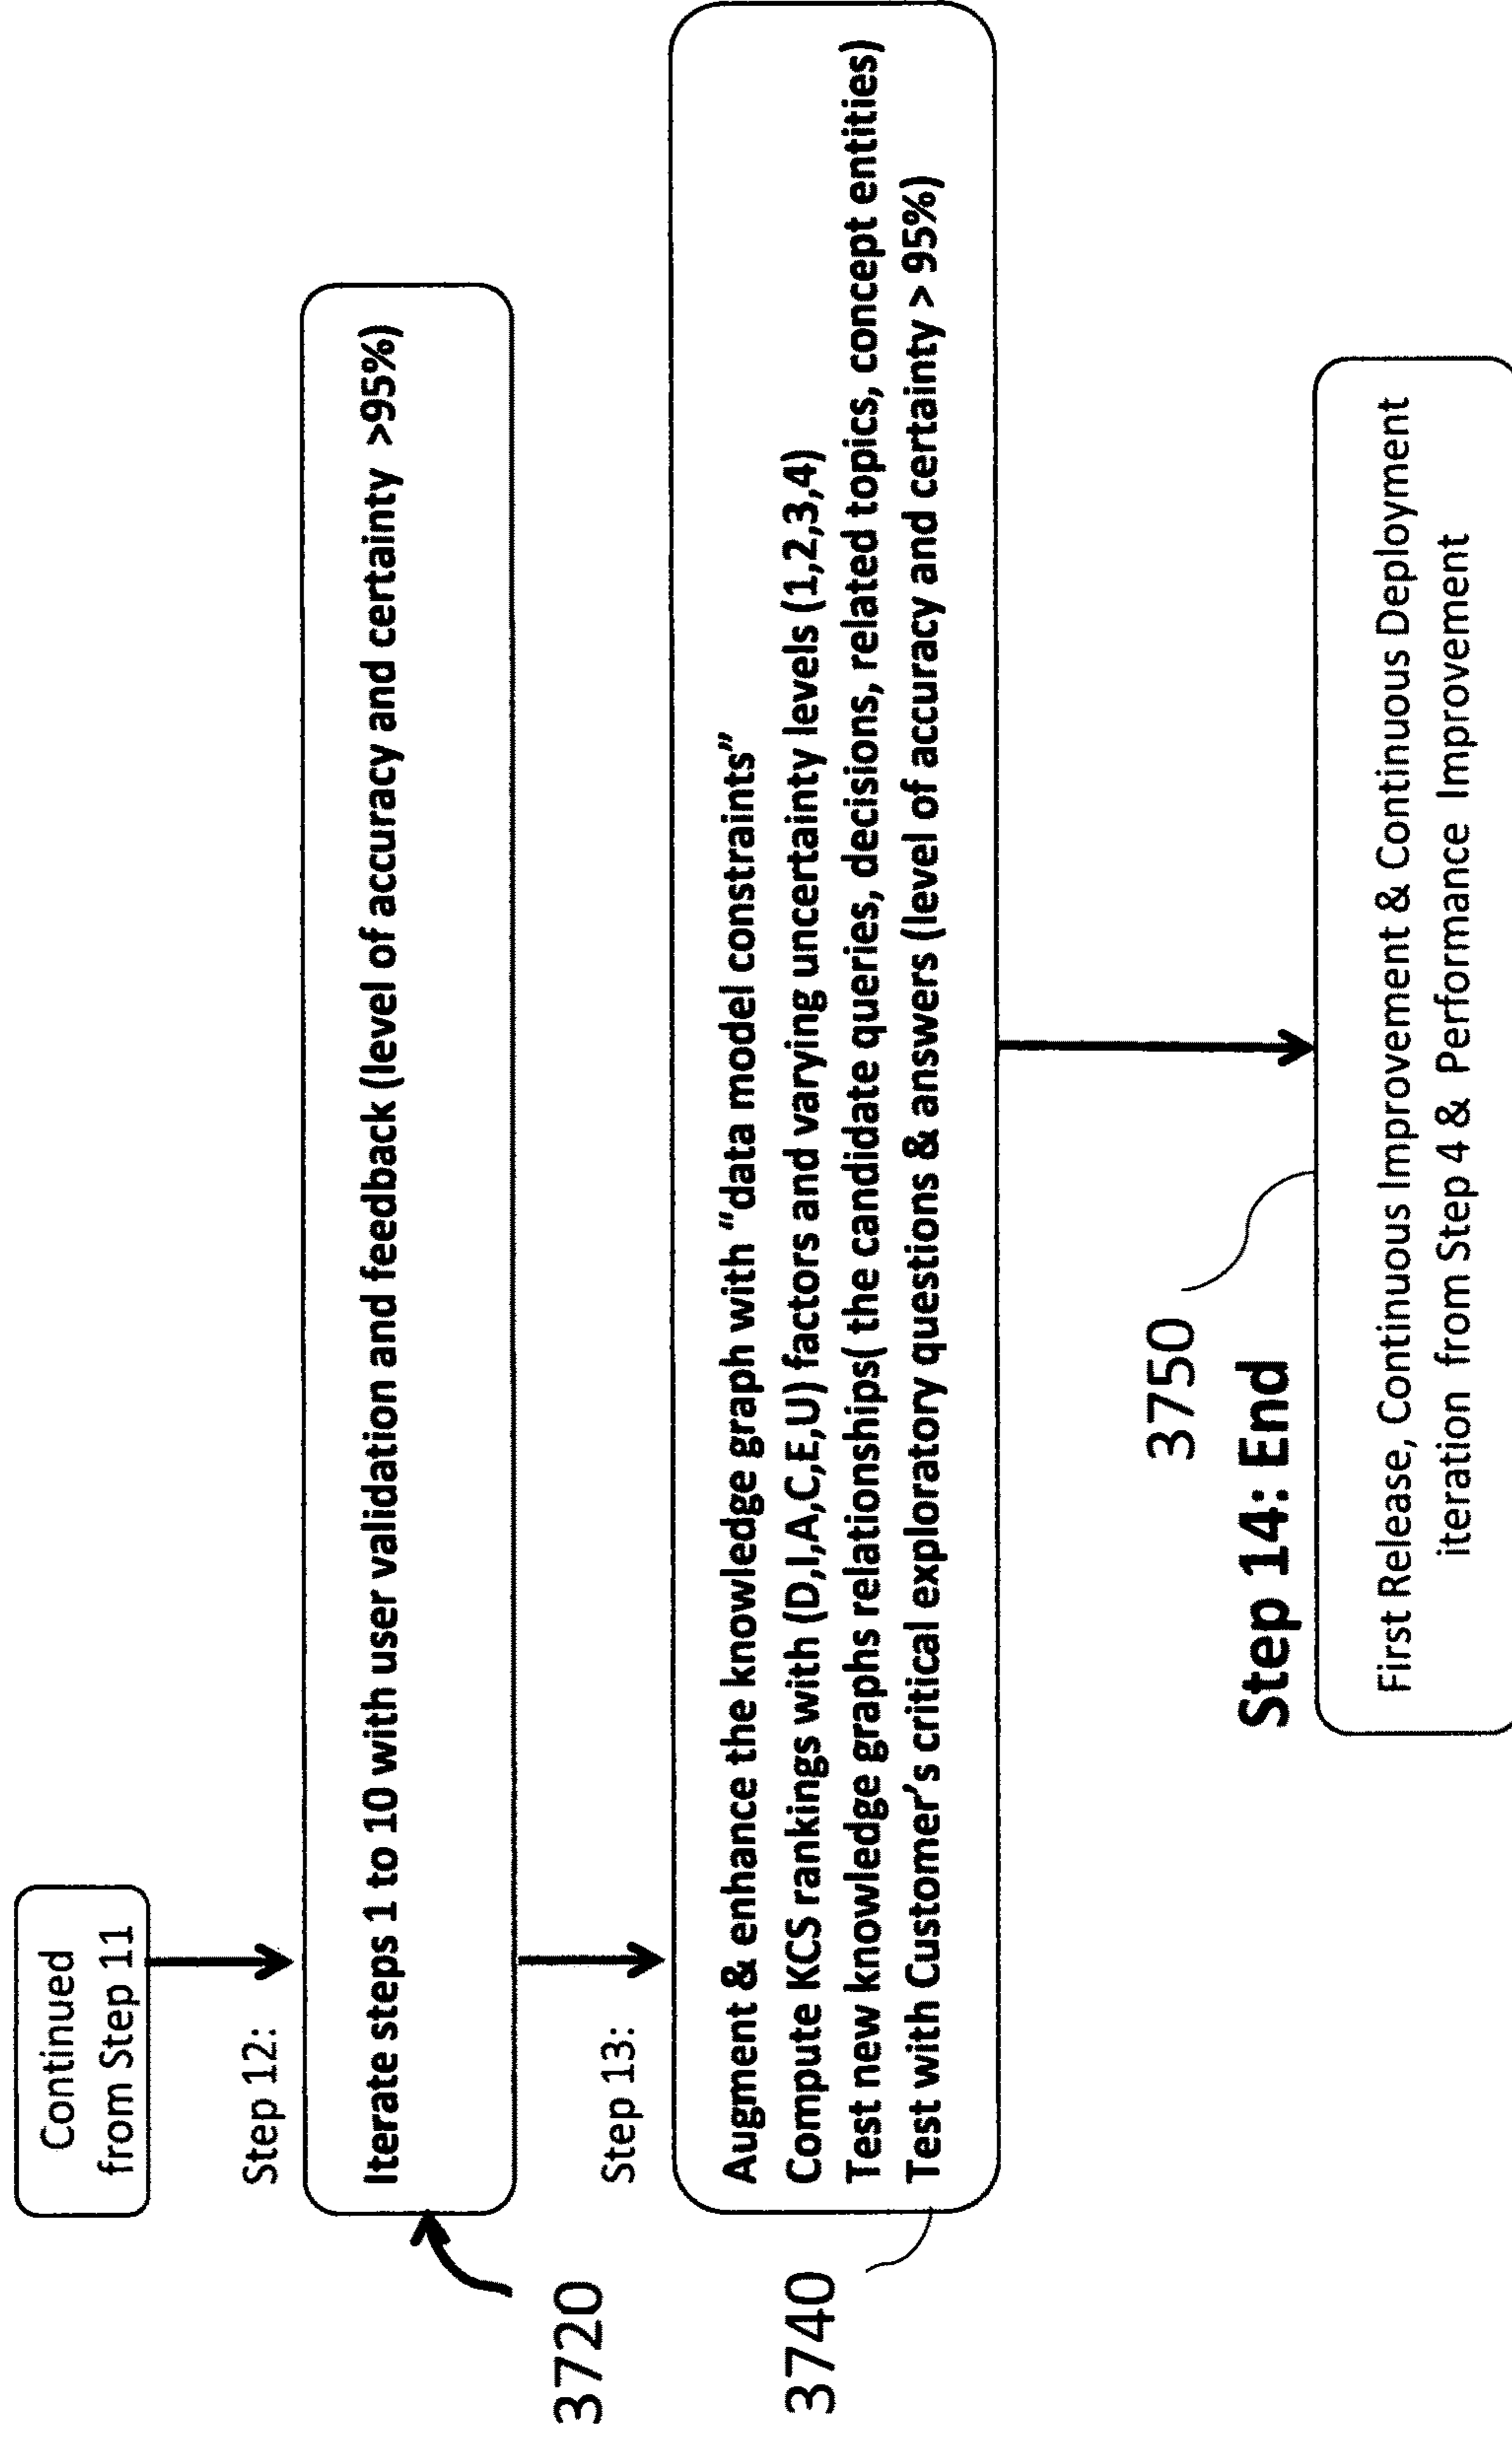 Continued
from Step 11
Step 12:
Iterate steps 1 to 10 with user validation and feedback (level of accuracy and certainty >95%)
3720
Step 13:
Augment & enhance the knowledge graph with “data model constraints”
Compute KCS rankings with (D,I,A,C,E,U) factors and varying uncertainty levels (1,2,3,4)
Test new knowledge graphs relationships( the candidate queries, decisions, related topics, concept entities)
Test with Customer’s critical exploratory questions & answers (level of accuracy and certainty > 95%)
3740
3750
Step 14: End
First Release, Continuous Improvement & Continuous Deployment
iteration from Step 4 & Performance Improvement